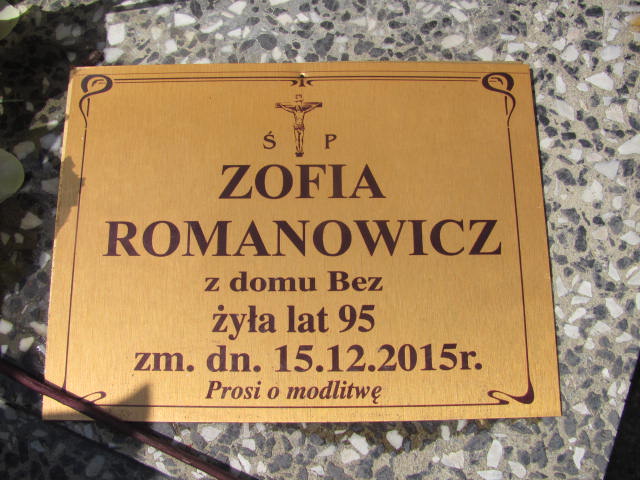 Ś P
ZOFIA
ROMANOWICZ
z domu Bez
żyła lat 95
zm. dn. 15.12.2015r.
Prosi o modlitwę